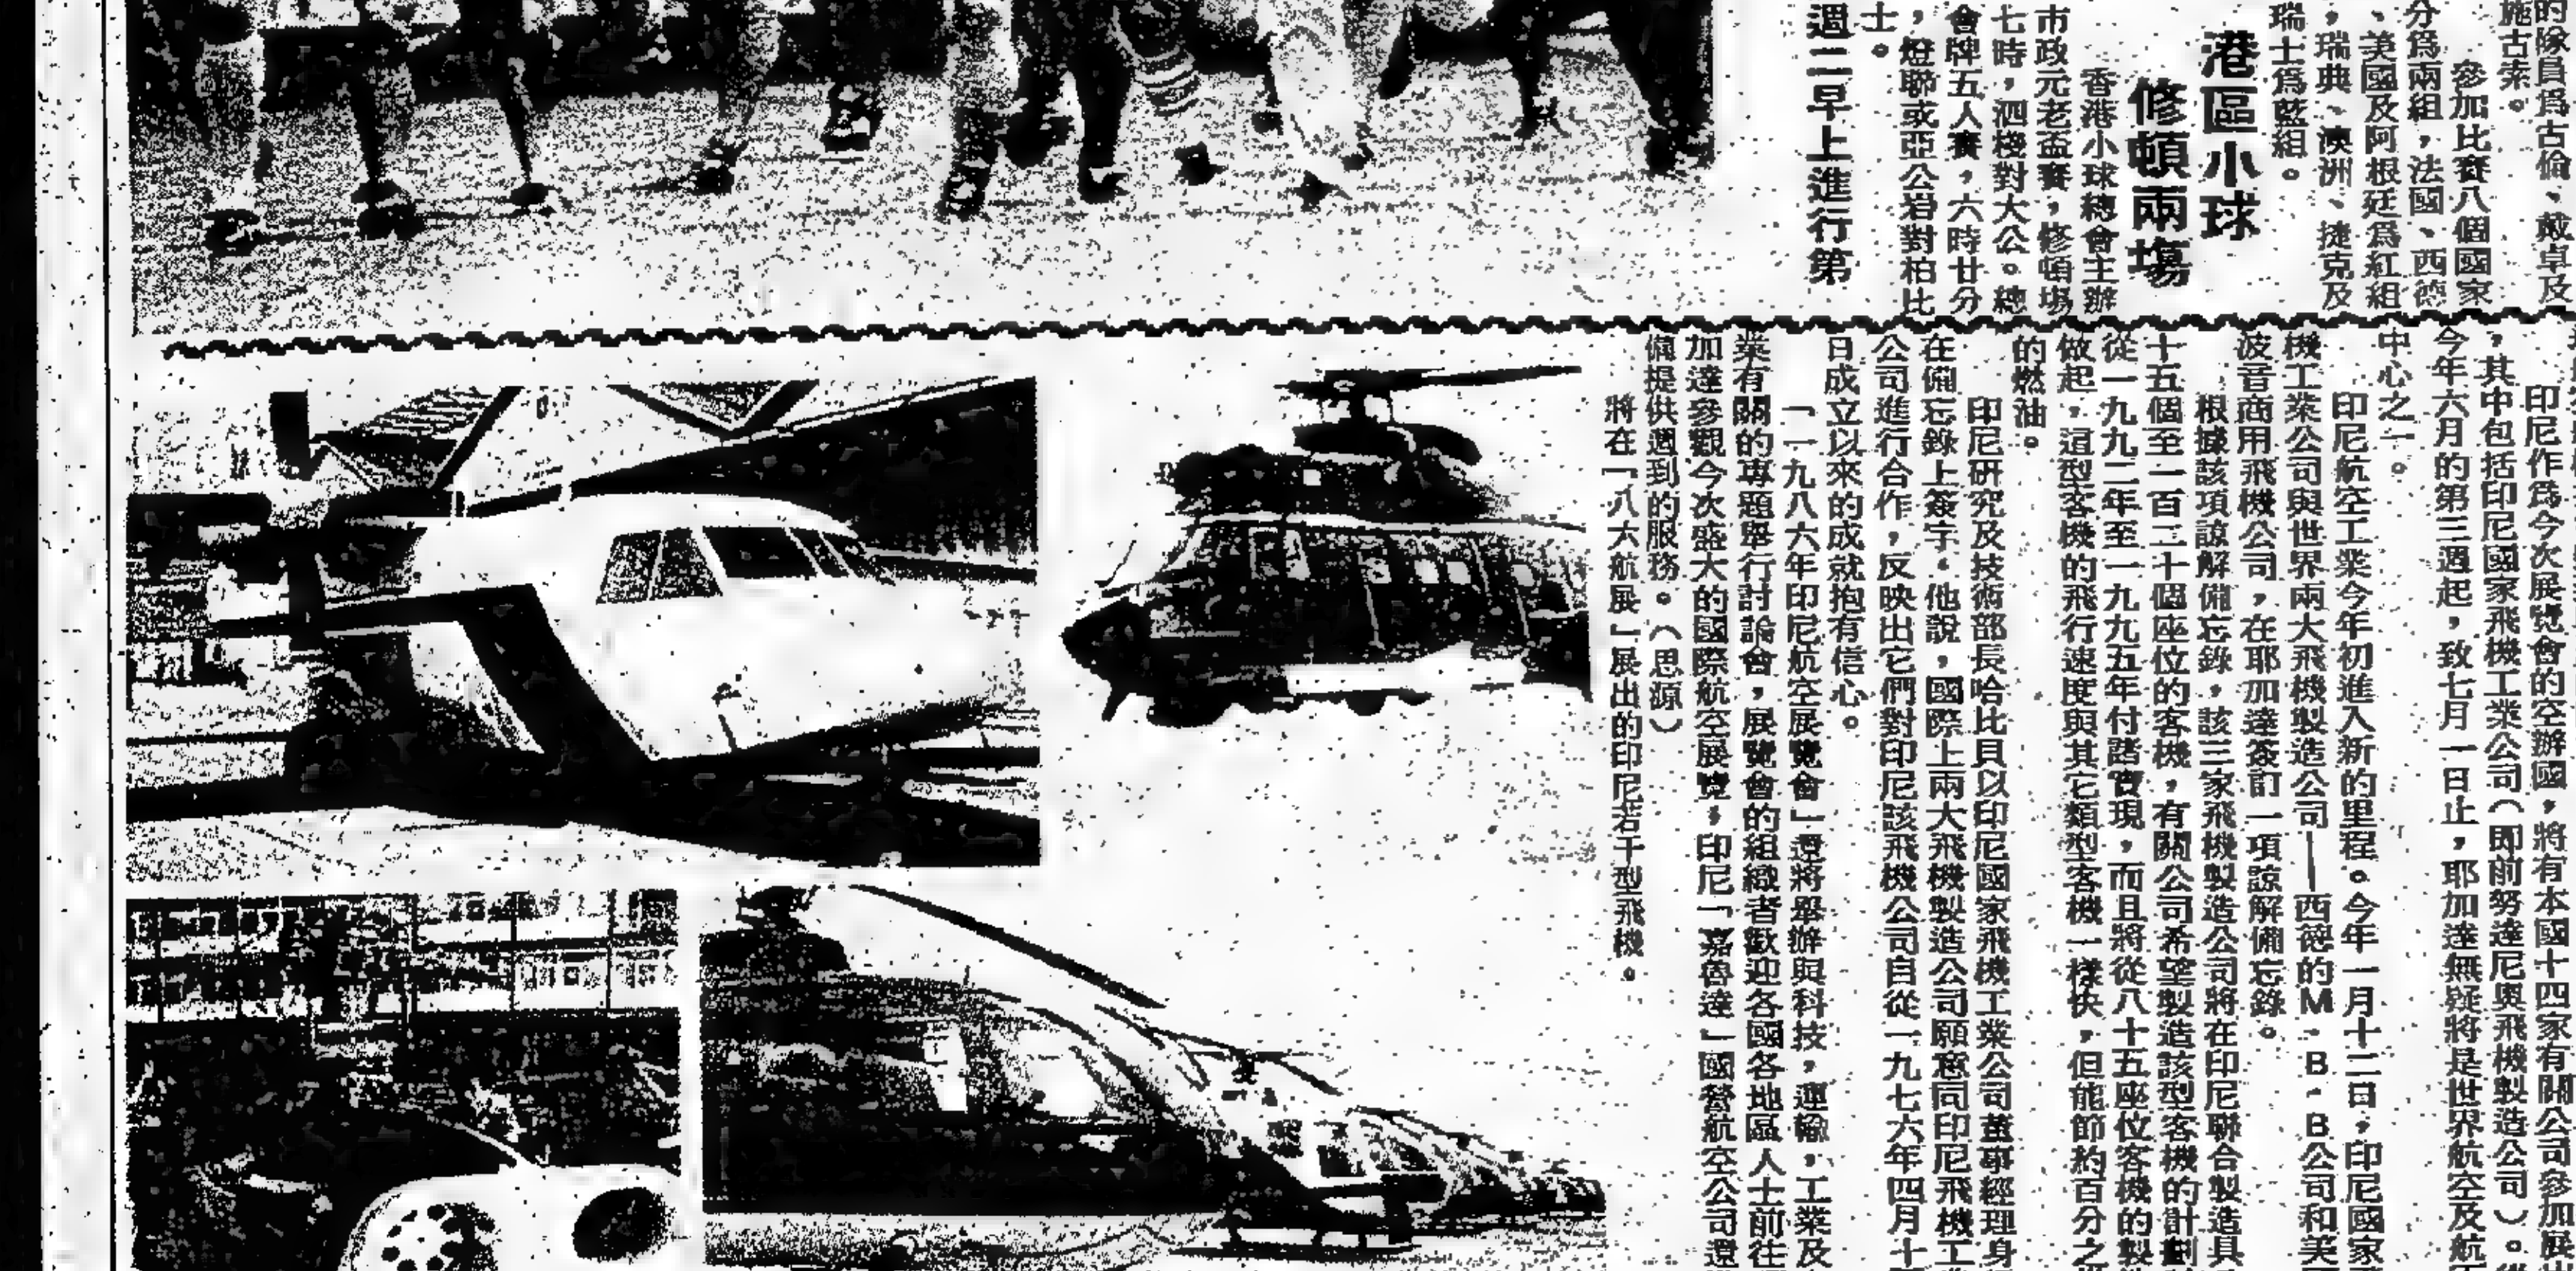 的隊員爲古倫、戴卓及
施古索。
參加比賽八個國家
分爲兩組，法國、西德
、美國及阿根廷爲紅組
，瑞典、澳洲、捷克及
瑞士爲藍組。
港區小球
修頓兩場
香港小球總會主辦
市政元老盃賽，修頓場
七時，泗棧對大公。總
會牌五人賽，六時廿分
，燈聯或亞公岩對柏比
士。
週二早上進行第
印尼作爲今次展覽會的空辦國，將有本國十四家有關公司參加展出
，其中包括印尼國家飛機工業公司（即前努達尼奧飛機製造公司）。從
今年六月的第三週起，致七月一日止，耶加達無疑將是世界航空及航
中心之一。
印尼航空工業今年初進入新的里程。今年一月十二日，印尼國家
機工業公司與世界兩大飛機製造公司——西德的M．B．B公司和美
波音商用飛機公司，在耶加達簽訂一項諒解備忘錄。
根據該項諒解備忘錄，該三家飛機製造公司將在印尼聯合製造具
十五個至一百二十個座位的客機，有關公司希望製造該型客機的計劃
從一九九二年至一九九五年付諸實現，而且將從八十五座位客機的製
做起，這型客機的飛行速度與其它類型客機一樣快，但能節約百分之
的燃油。
印尼研究及技術部長哈比貝以印尼國家飛機工業公司董事經理身
在備忘錄上簽字。他說，國際上兩大飛機製造公司願意同印尼飛機工
公司進行合作，反映出它們對印尼該飛機公司自從一九七六年四月十
日成立以來的成就抱有信心。
「一九八六年印尼航空展覽會」還將舉辦與科技，運輸，工業及
業有關的專題舉行討論會，展覽會的組織者歡迎各國各地區人士前往
加達參觀今次盛大的國際航空展覽，印尼「嘉魯達」國營航空公司還
備提供週到的服務。（思源）
將在「八六航展」展出的印尼若干型飛機。